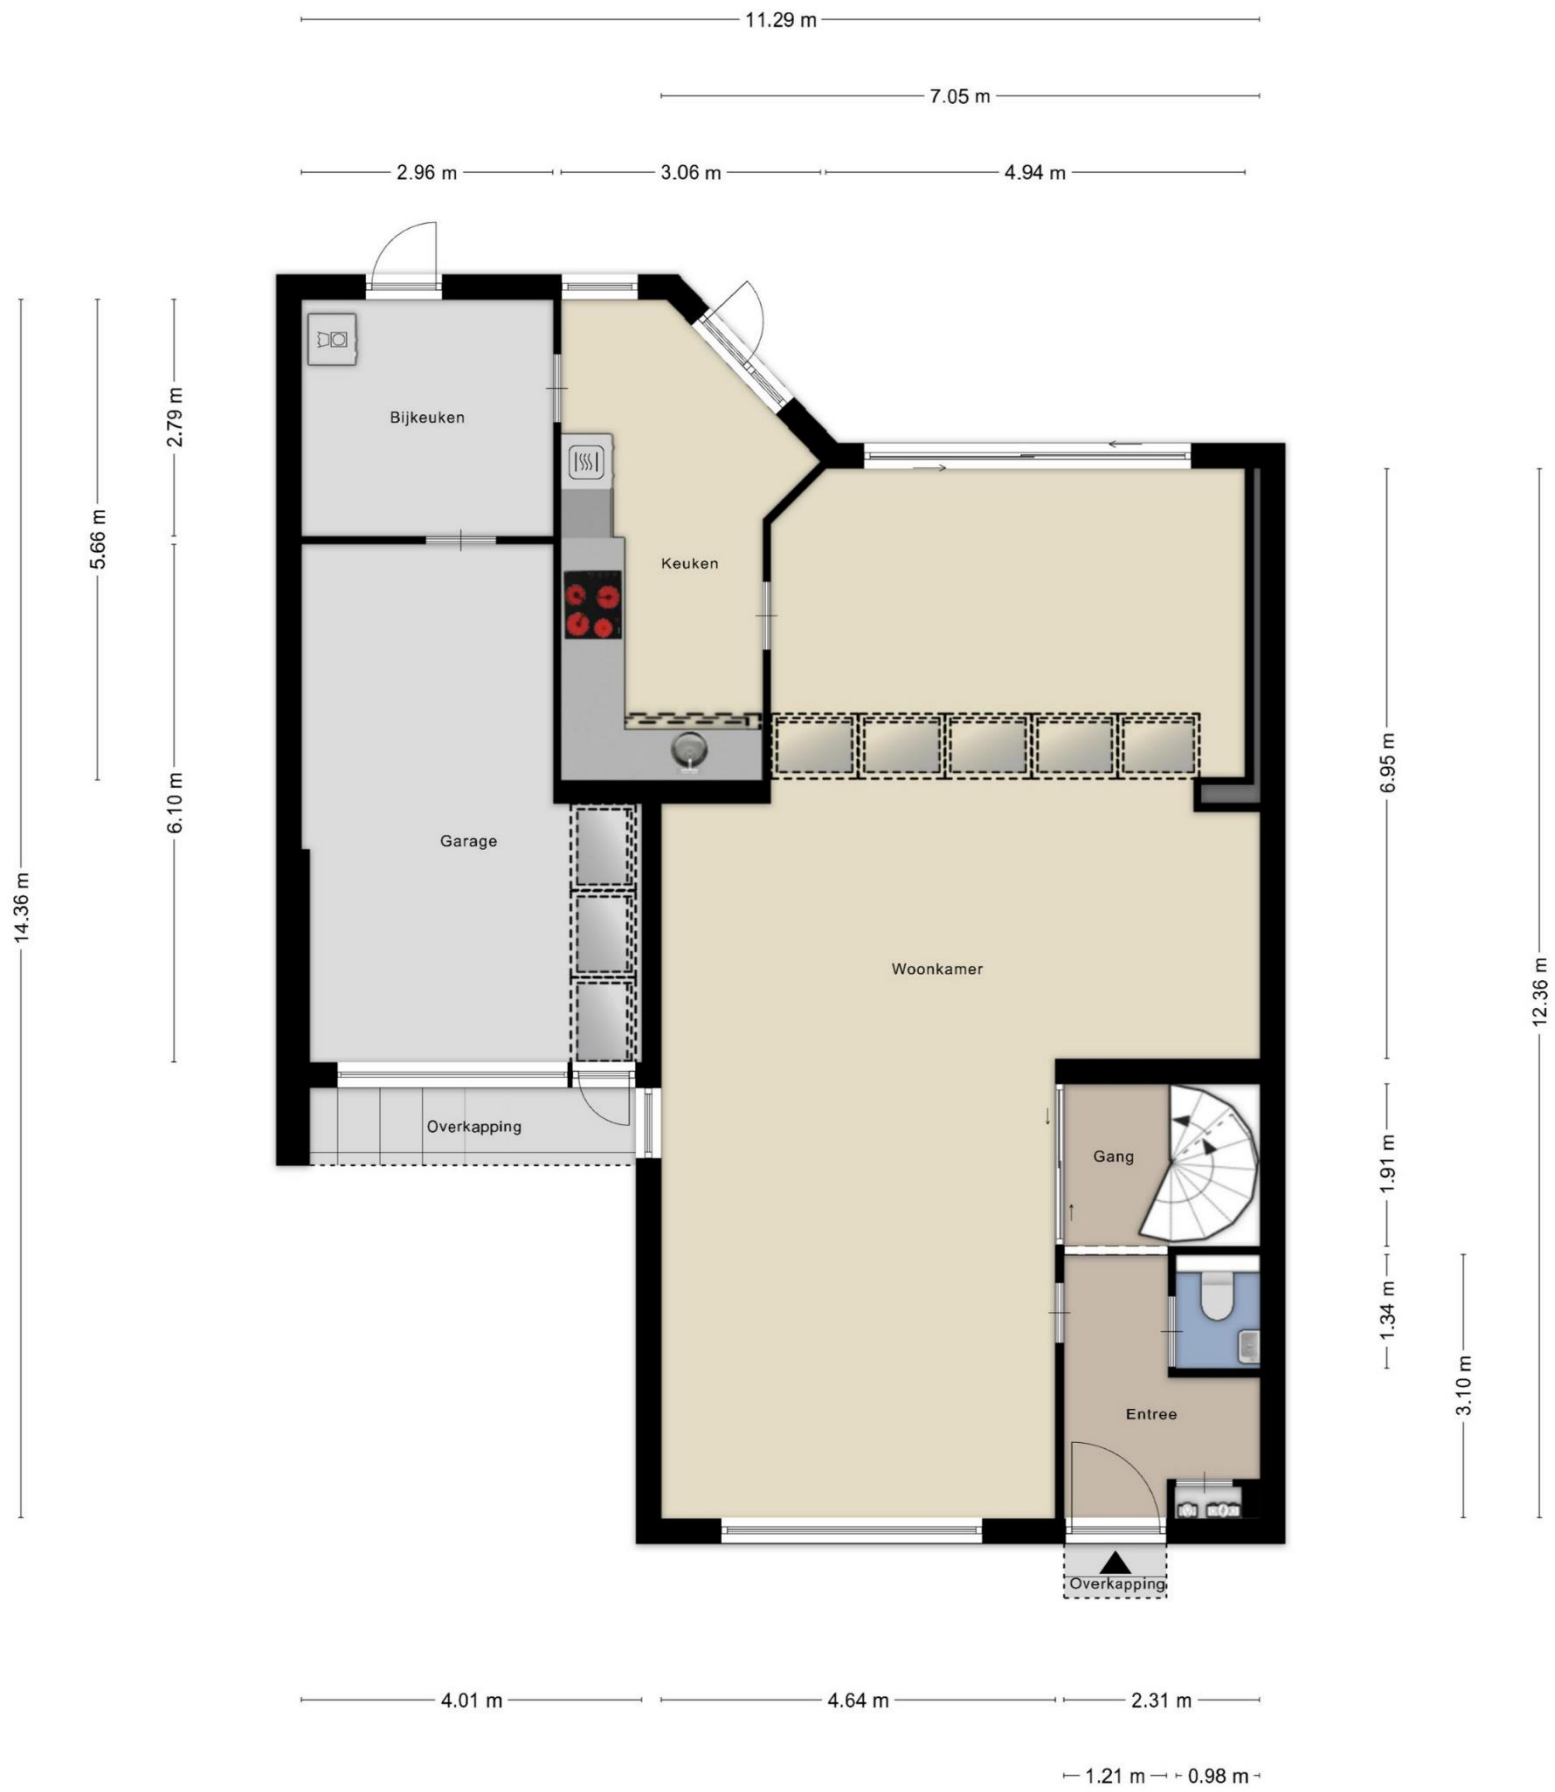 11.29 m
7.05 m
2.96 m
3.06 m
4.94 m
2.79 m
Bijkeuken
5.66 m
Keuken
6.95 m
6.10 m
Garage
14.36 m
Woonkamer
12.36 m
Overkapping
Gang
1.91 m
1.34 m
3.10 m
Entree
Overkapping
4.01 m
4.64 m
2.31 m
1.21 m
0.98 m